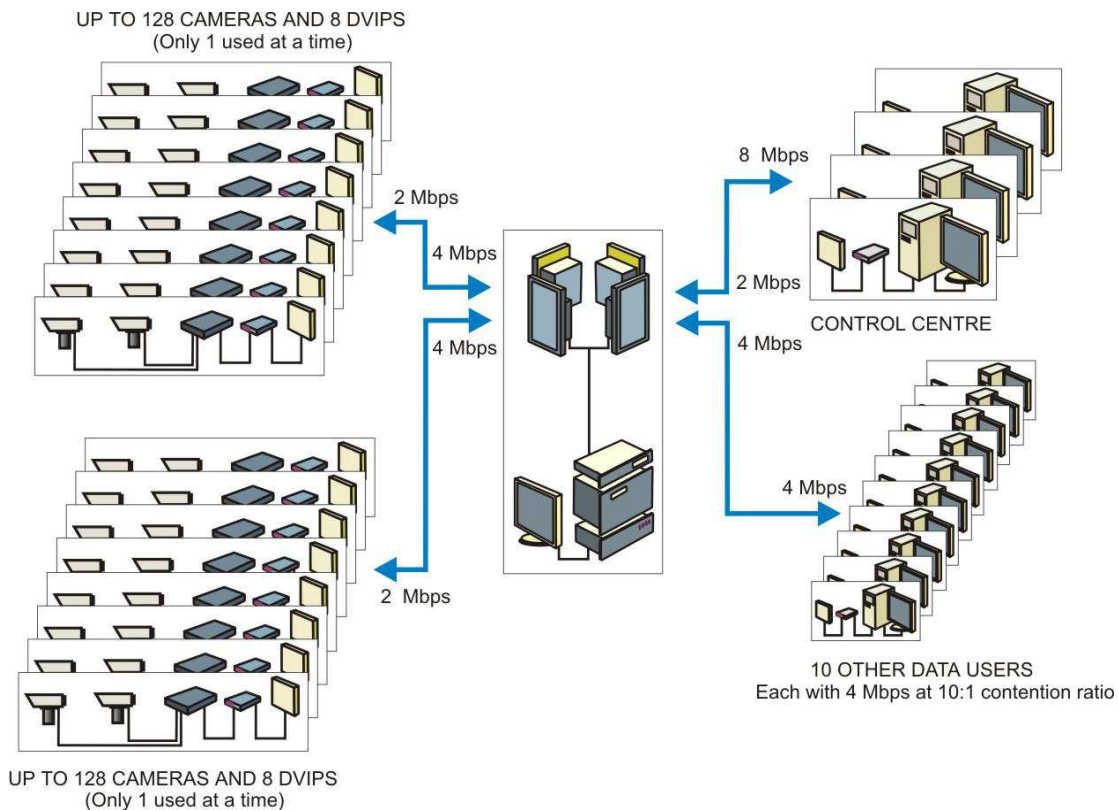 UP TO 128 CAMERAS AND 8 DVIPS
(Only 1 used at a time)
2 Mbps
4 Mbps
4 Mbps
2 Mbps
8 Mbps
2 Mbps
CONTROL CENTRE
4 Mbps
4 Mbps
10 OTHER DATA USERS
Each with 4 Mbps at 10:1 contention ratio
UP TO 128 CAMERAS AND 8 DVIPS
(Only 1 used at a time)